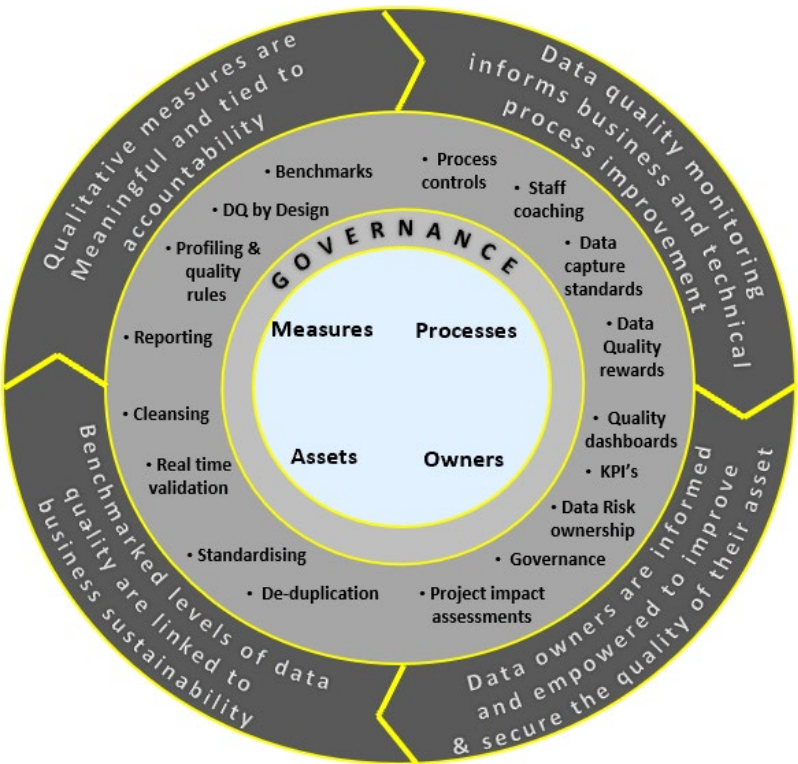 Qualitative measures are
Meaningful and tied to
accountability
Data quality monitoring
informs business and technical
process improvement
• Benchmarks
• DQ by Design
• Profiling &
quality
rules
• Reporting
• Process
controls
• Staff
coaching
• Data
capture
standards
• Data
Quality
rewards
GOVERNANCE
Measures
Processes
Assets
Owners
• Cleansing
• Real time
validation
• Standardising
• De-duplication
• Quality
dashboards
• KPI's
• Data Risk
ownership
• Governance
• Project impact
assessments
Benchmarked levels of data
quality are linked to
business sustainability
Data owners are informed
and empowered to improve
& secure the quality of their asset